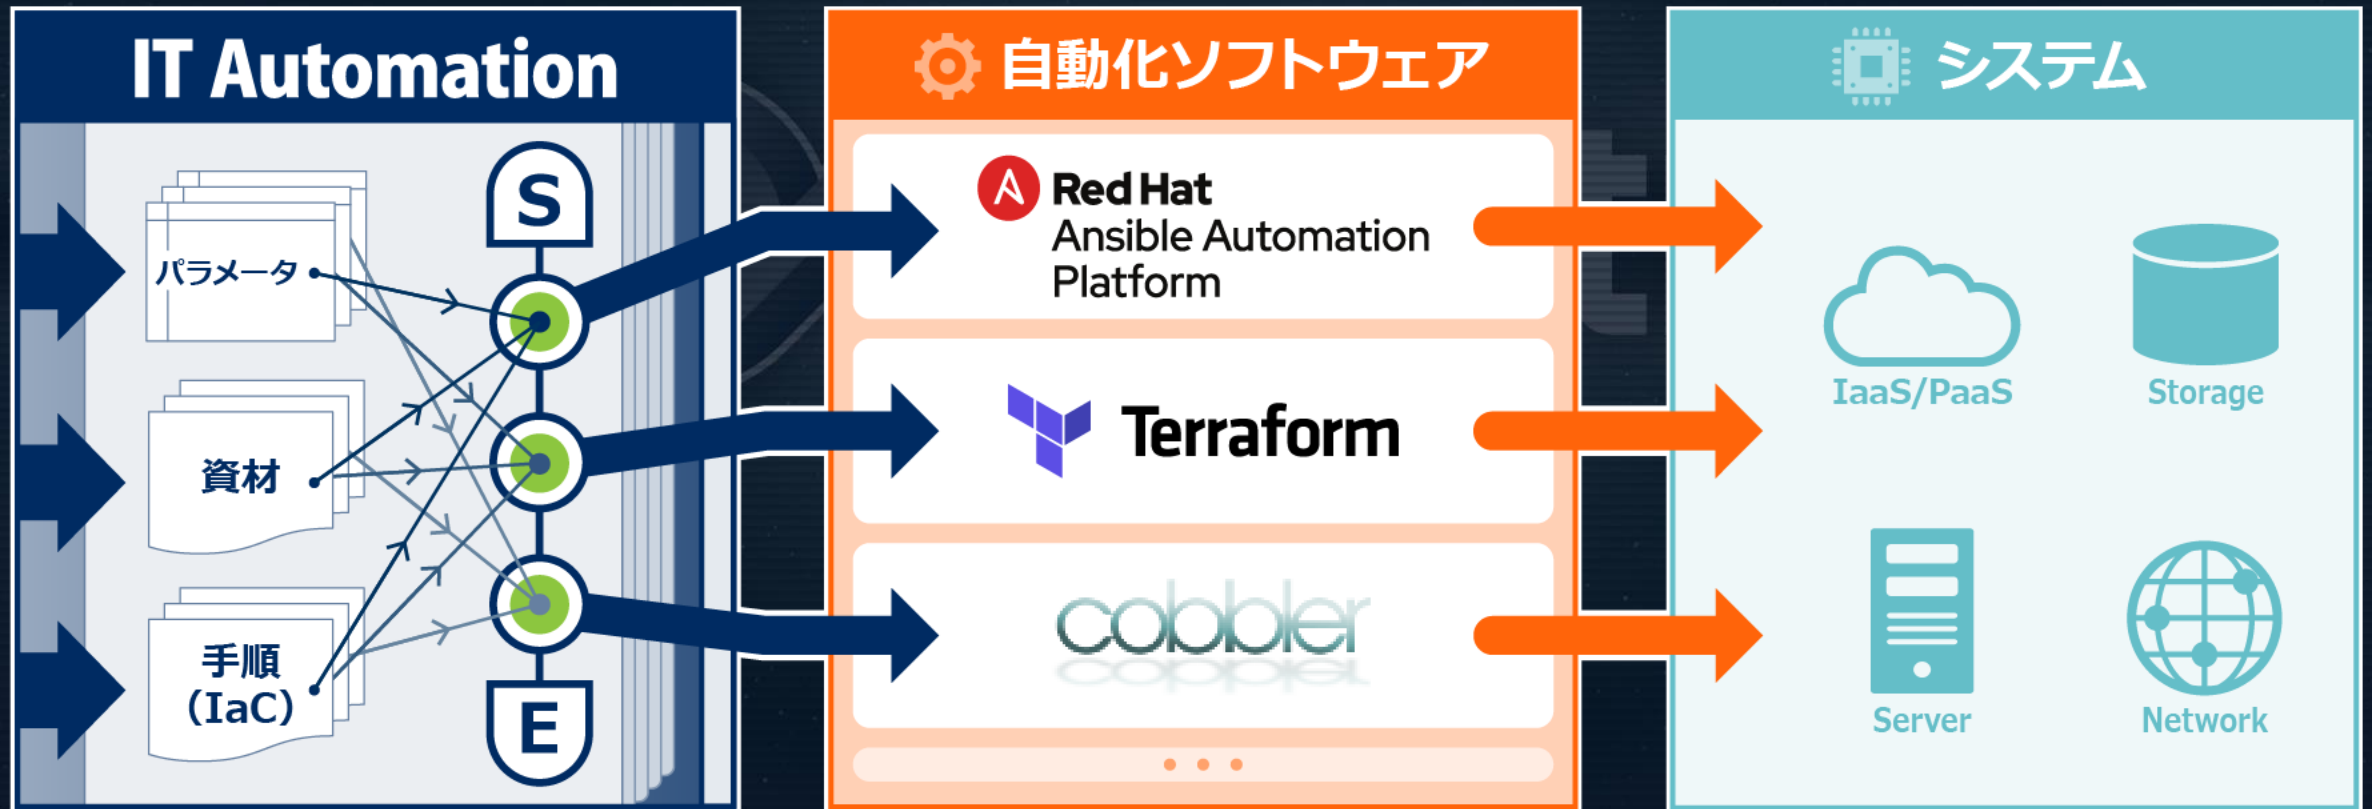 IT Automation
パラメータ
資材
手順
(IaC)
S
E
自動化ソフトウェア
Red Hat
Ansible Automation
Platform
Terraform
cobbler
システム
IaaS/PaaS
Storage
Server
Network